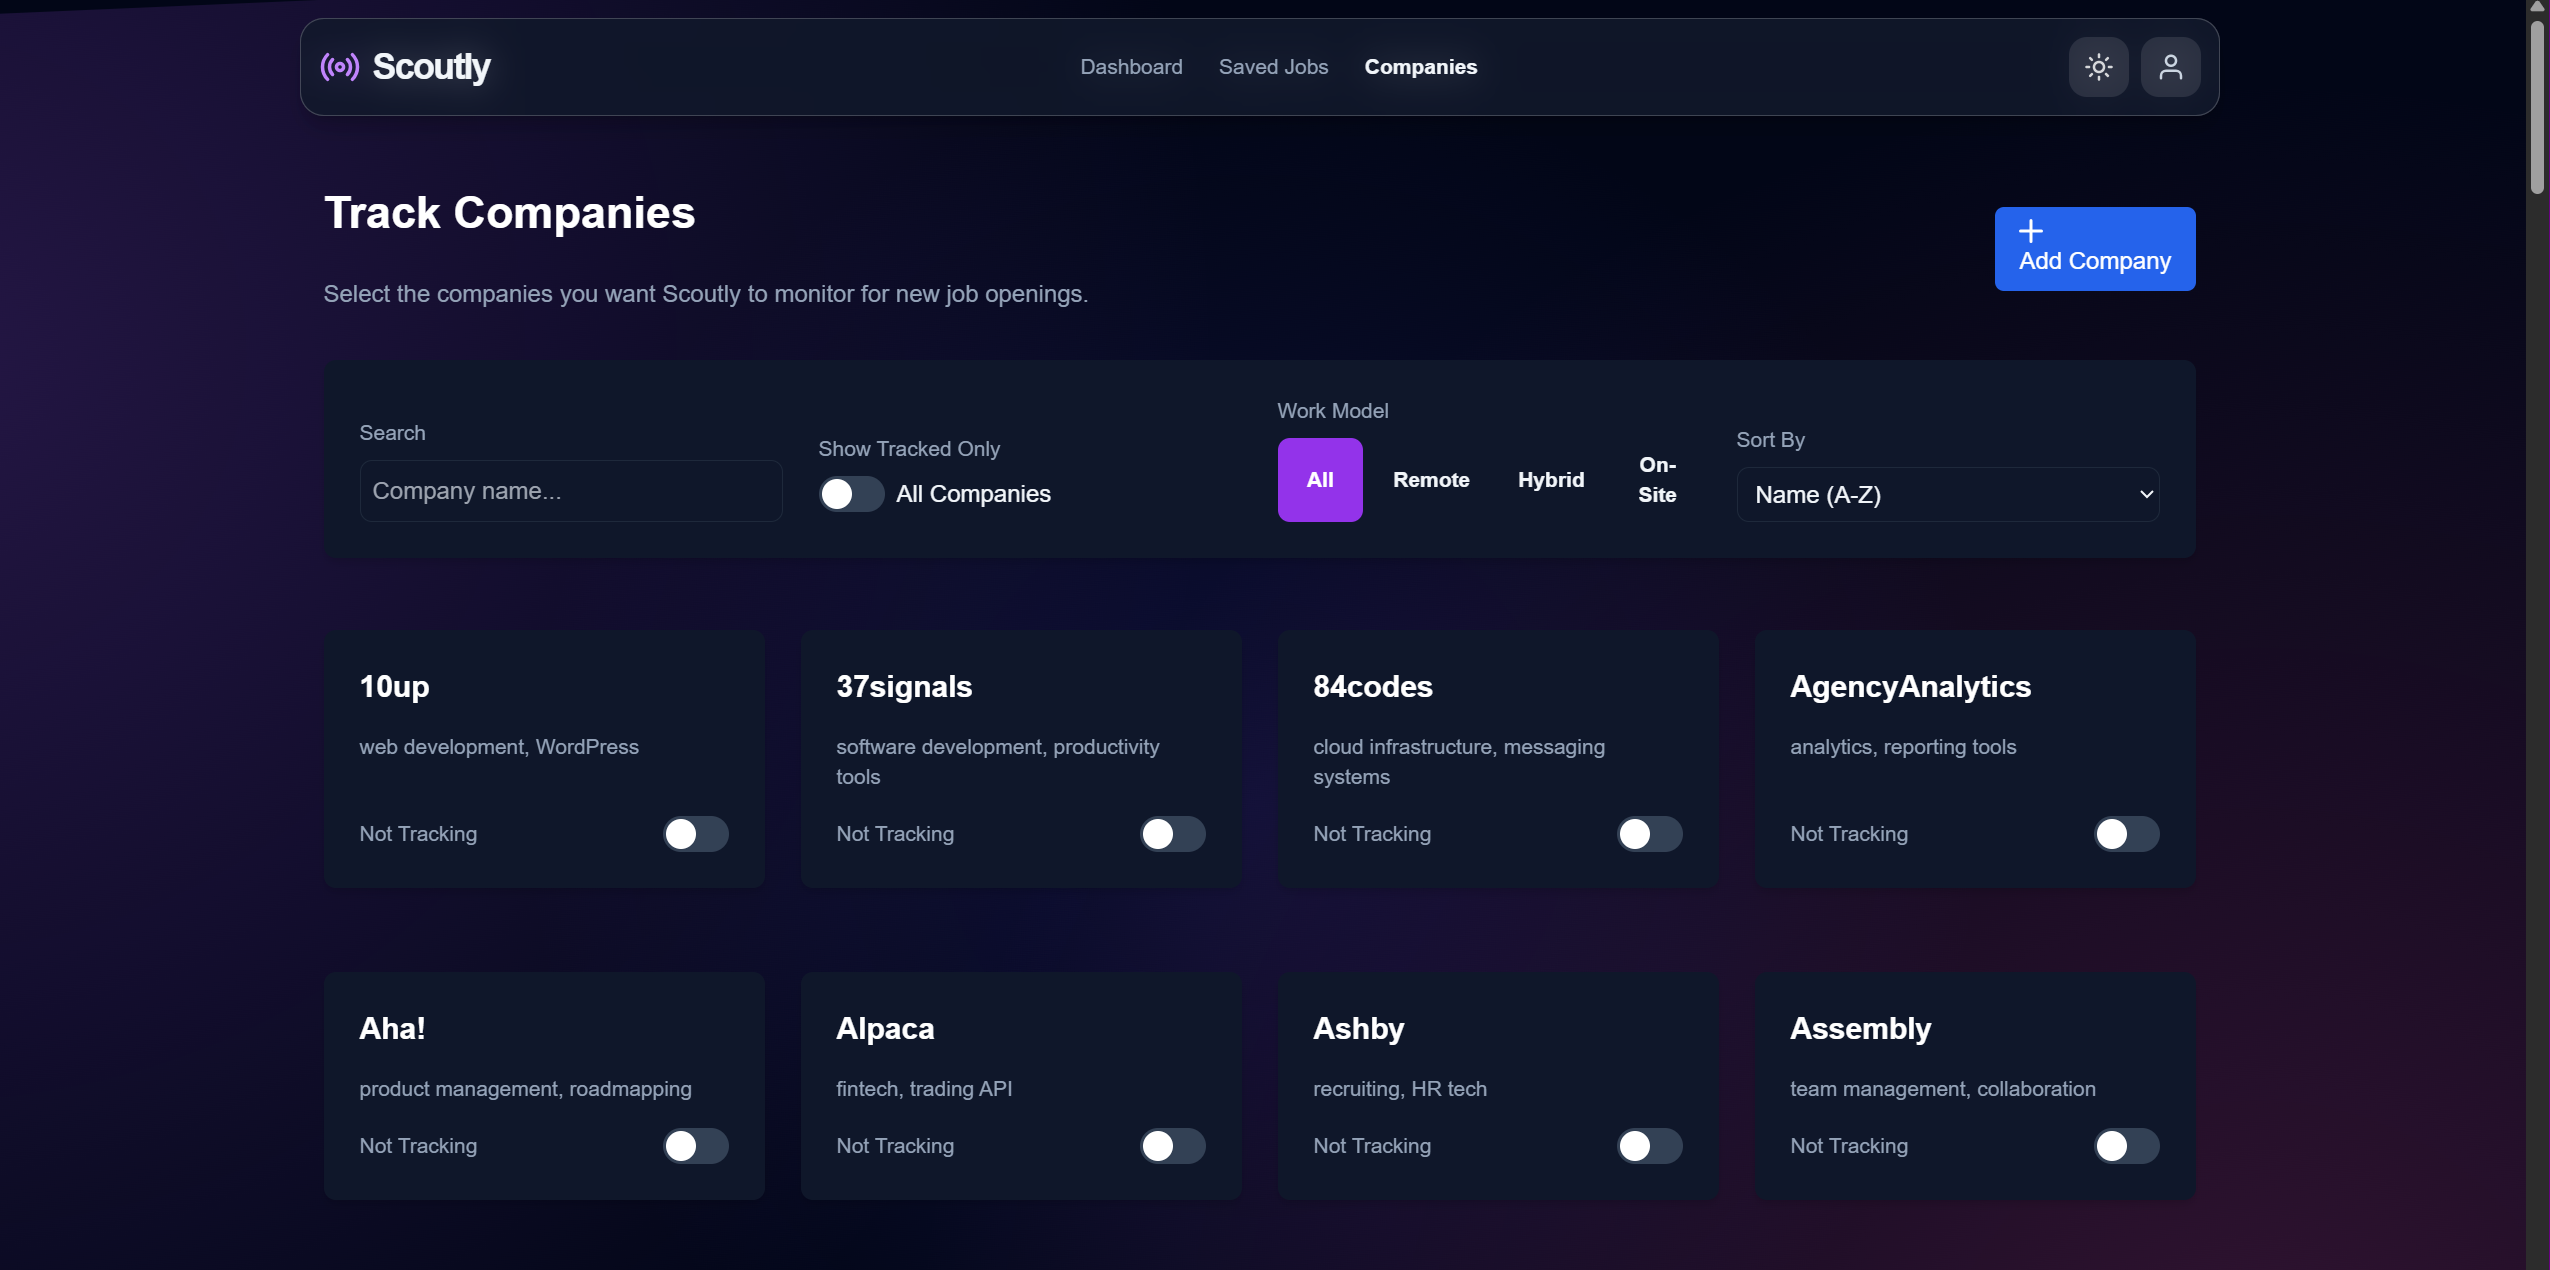 Scoutly
Dashboard
Saved Jobs
Companies
Track Companies
Select the companies you want Scoutly to monitor for new job openings.
Add Company
Search
Company name...
Show Tracked Only
All Companies
Work Model
All
Remote
Hybrid
On-
Site
Sort By
Name (A-Z)
10up
web development, WordPress
Not Tracking
37signals
software development, productivity
tools
Not Tracking
84codes
cloud infrastructure, messaging
systems
Not Tracking
AgencyAnalytics
analytics, reporting tools
Not Tracking
Aha!
product management, roadmapping
Not Tracking
Alpaca
fintech, trading API
Not Tracking
Ashby
recruiting, HR tech
Not Tracking
Assembly
team management, collaboration
Not Tracking